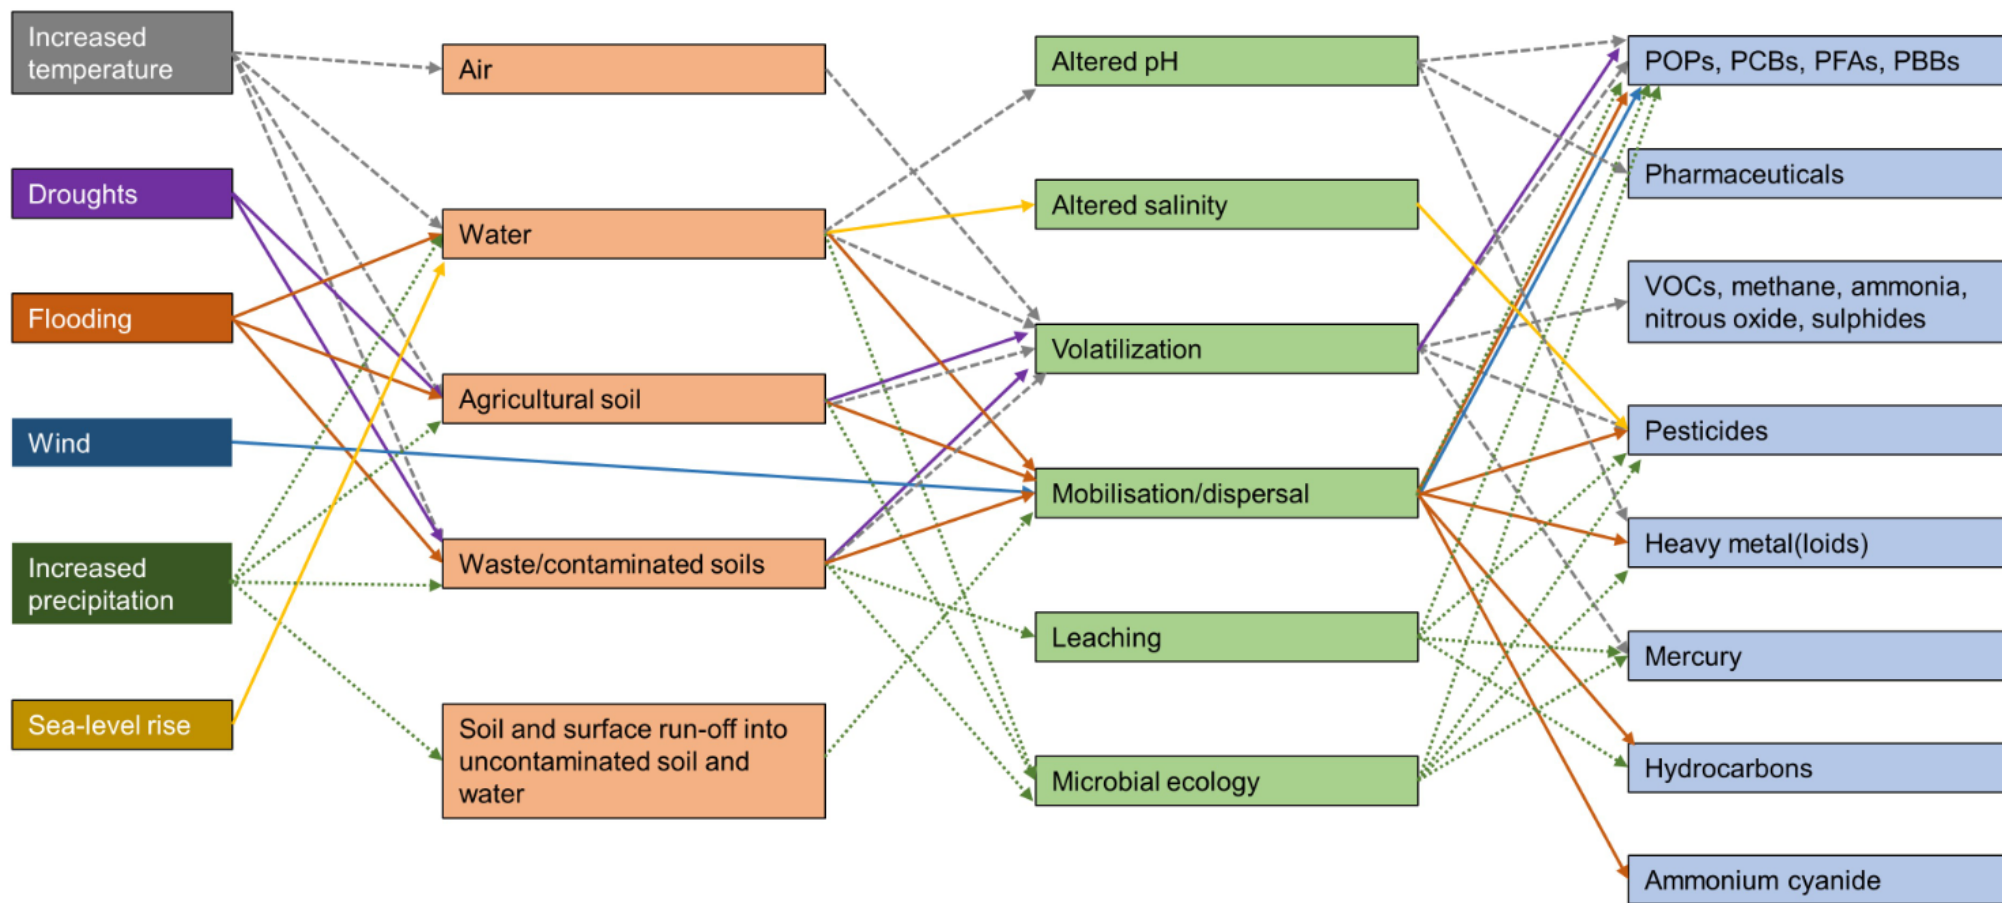 Increased
temperature
Droughts
Flooding
Wind
Increased
precipitation
Sea-level rise
Air
Water
Agricultural soil
Waste/contaminated soils
Soil and surface run-off into
uncontaminated soil and
water
Altered pH
Altered salinity
Volatilization
Mobilisation/dispersal
Leaching
Microbial ecology
POPs, PCBs, PFAs, PBBs
Pharmaceuticals
VOCs, methane, ammonia,
nitrous oxide, sulphides
Pesticides
Heavy metal(loids)
Mercury
Hydrocarbons
Ammonium cyanide